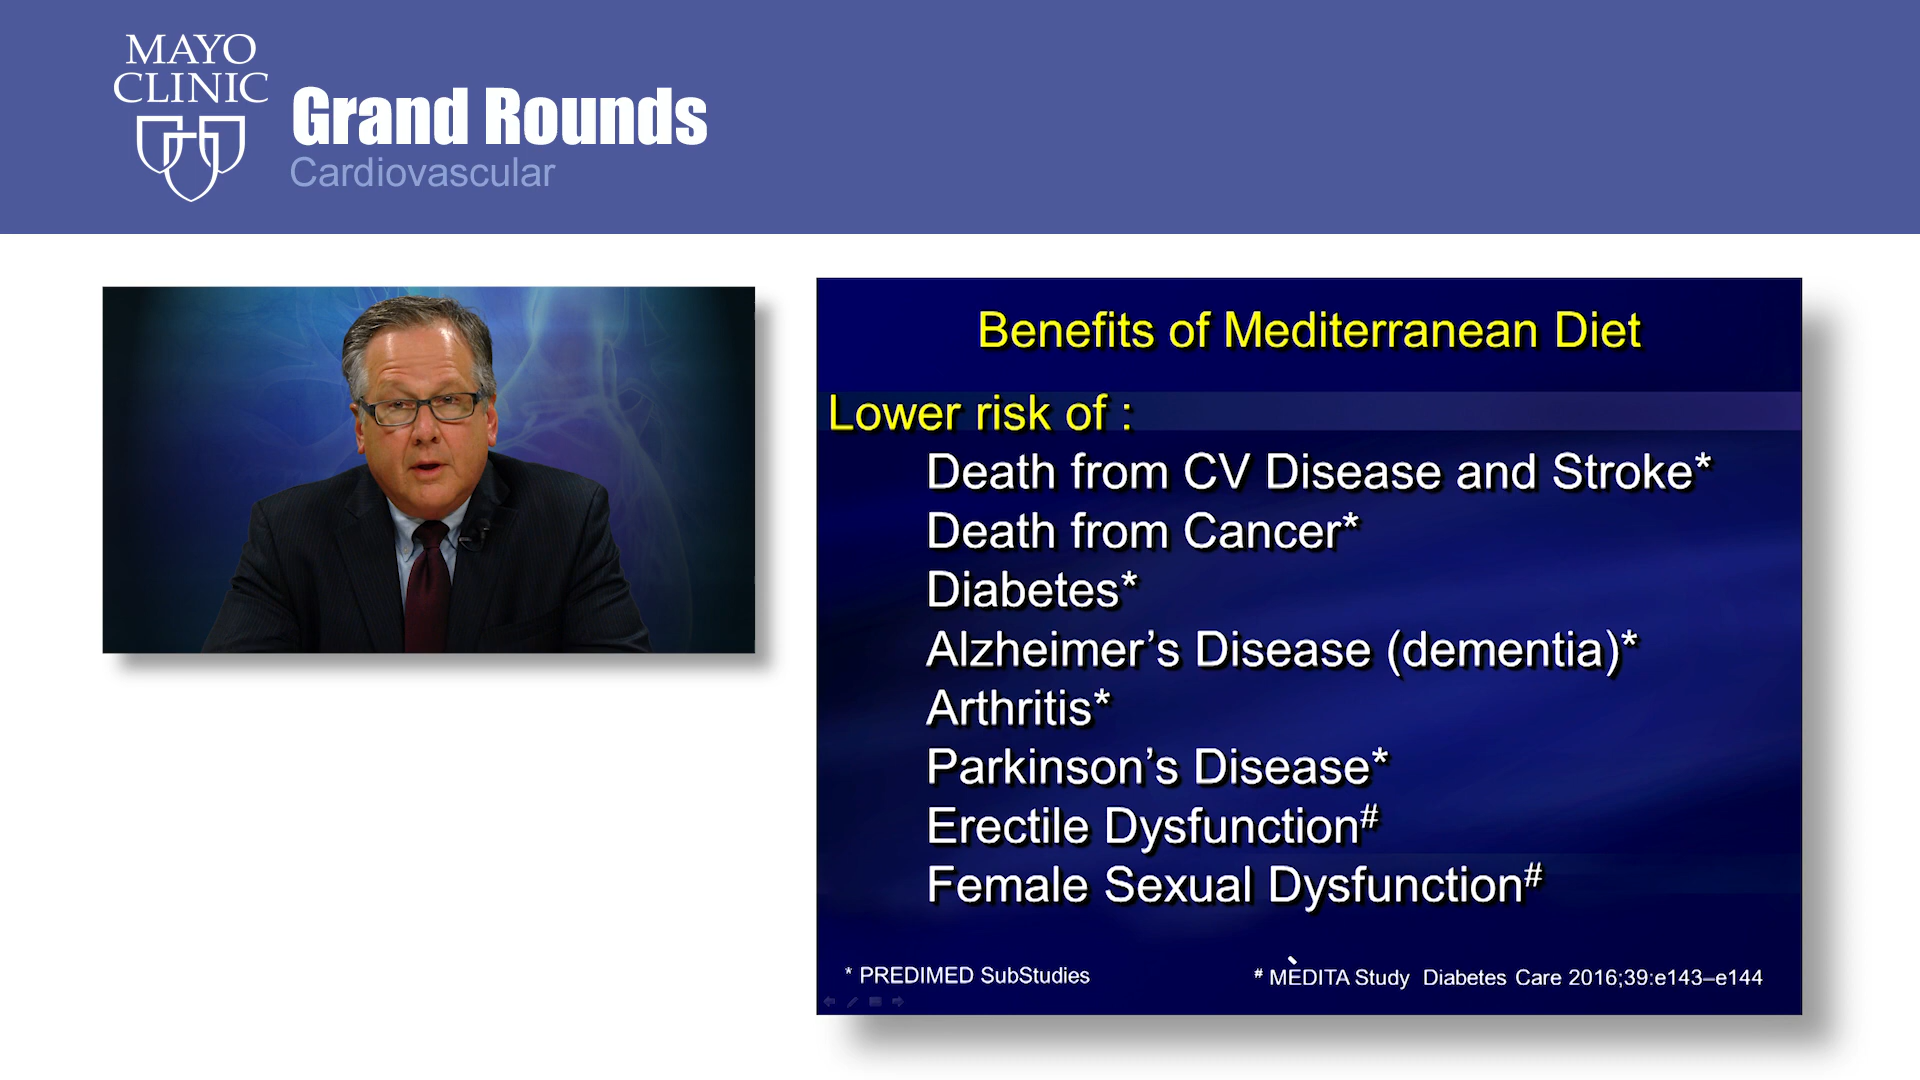 MAYO
CLINIC
Grand Rounds
Cardiovascular
Benefits of Mediterranean Diet
Lower risk of :
Death from CV Disease and Stroke*
Death from Cancer*
Diabetes*
Alzheimer’s Disease (dementia)*
Arthritis*
Parkinson’s Disease*
Erectile Dysfunction#
Female Sexual Dysfunction#
* PREDIMED SubStudies
# MEDITA Study Diabetes Care 2016;39:e143–e144